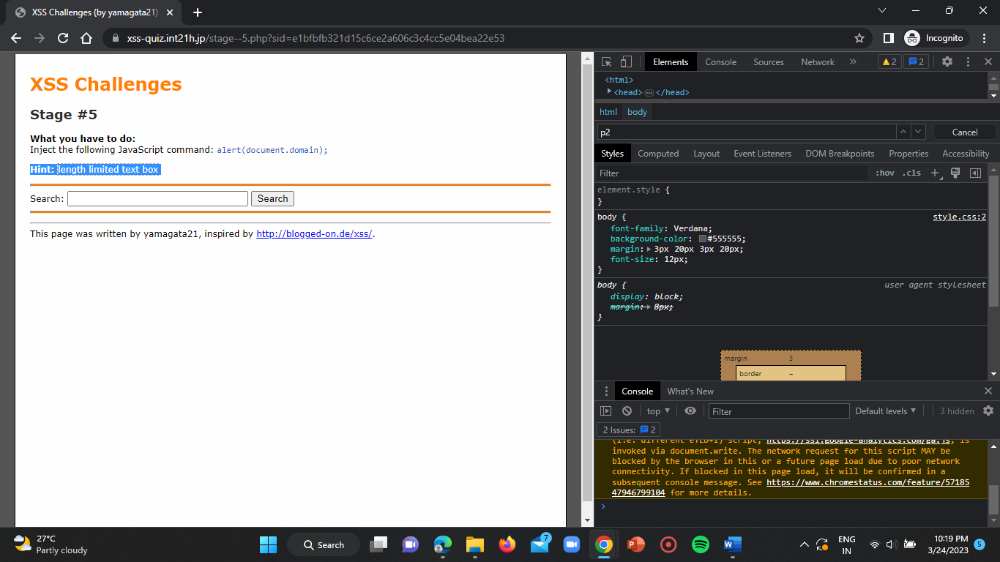 XSS Challenges (by yamagata21)
xss-quiz.int21h.jp/stage--5.php?sid=e1bfbfb321d15c6ce2a606c3c4cc5e04bea22e53
Incognito
XSS Challenges
Stage #5
What you have to do:
Inject the following JavaScript command: alert(document.domain);
Hint: length limited text box
Search: Search
This page was written by yamagata21, inspired by http://blogged-on.de/xss/.
Elements Console Sources Network » 2 2
<html>
<head> … </head>
html body
p2 Cancel
Styles Computed Layout Event Listeners DOM Breakpoints Properties Accessibility
Filter :hov .cls
element.style {
}
body { style.css:2
font-family: Verdana;
background-color: #555555;
margin: 3px 20px 3px 20px;
font-size: 12px;
}
body { user agent stylesheet
display: block;
margin: 8px;
}
margin 3
border –
Console What's New
top Filter Default levels 3 hidden
2 Issues: 2
(i.e. different eTLD+1) script, https://ssl.google-analytics.com/ga.js, is
invoked via document.write. The network request for this script MAY be
blocked by the browser in this or a future page load due to poor network
connectivity. If blocked in this page load, it will be confirmed in a
subsequent console message. See https://www.chromestatus.com/feature/57185
47946799104 for more details.
27°C
Partly cloudy
Search
7
ENG
IN
10:19 PM
3/24/2023
5